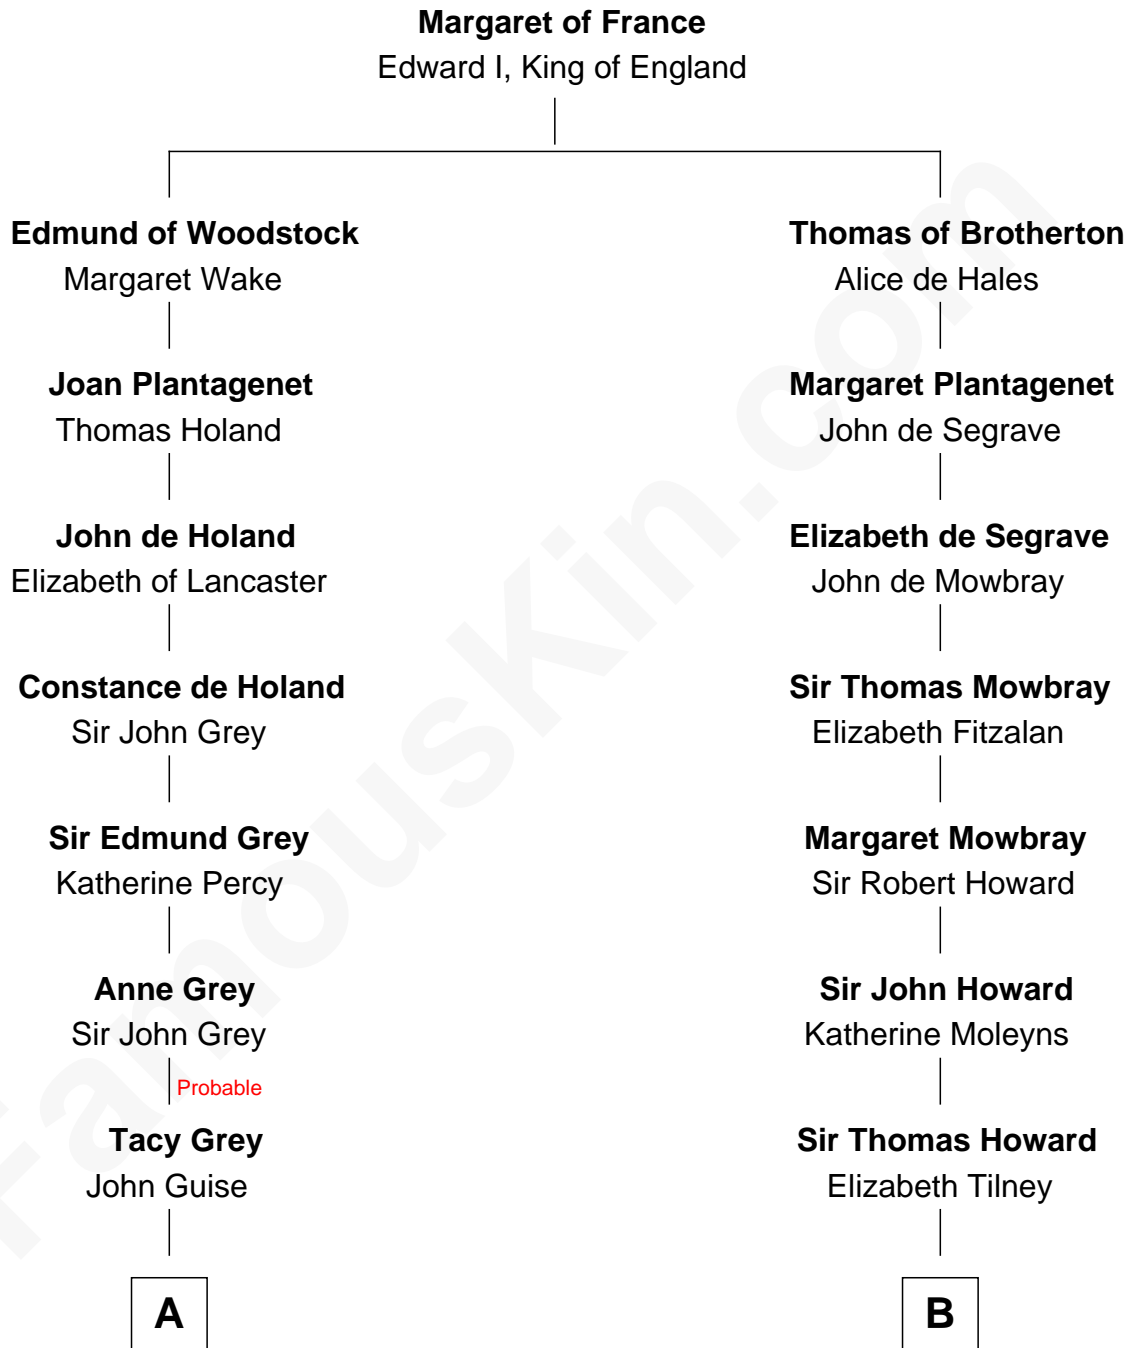 Margaret of France
Edward I, King of England
Edmund of Woodstock
Margaret Wake
Thomas of Brotherton
Alice de Hales
Joan Plantagenet
Thomas Holand
Margaret Plantagenet
John de Segrave
John de Holand
Elizabeth of Lancaster
Elizabeth de Segrave
John de Mowbray
Constance de Holand
Sir John Grey
Sir Thomas Mowbray
Elizabeth Fitzalan
Sir Edmund Grey
Katherine Percy
Margaret Mowbray
Sir Robert Howard
Anne Grey
Sir John Grey
Sir John Howard
Katherine Moleyns
Probable
Tacy Grey
John Guise
Sir Thomas Howard
Elizabeth Tilney
A
B
FamousKin.com